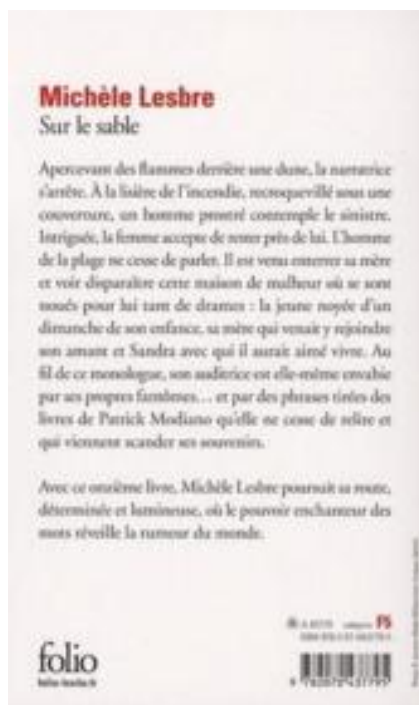 Michèle Lesbre
Sur le sable
Apercevant des flammes derrière une dune, la narratrice
s'arrête. À la lisière de l'incendie, recroquevillé sous une
couverture, un homme prostré contemple le sinistre.
Intriguée, la femme accepte de rester près de lui. L'homme
de la plage ne cesse de parler. Il est venu enterrer sa mère
et voir disparaître cette maison de malheur où se sont
noués pour lui tant de drames : la jeune noyée d'un
dimanche de son enfance, sa mère qui venait y rejoindre
son amant et Sandra avec qui il aurait aimé vivre. Au
fil de ce monologue, son auditrice est elle-même envahie
par ses propres fantômes… et par des phrases tirées des
livres de Patrick Modiano qu'elle ne cesse de relire et
qui viennent scander ses souvenirs.
Avec ce onzième livre, Michèle Lesbre poursuit sa route,
déterminée et lumineuse, où le pouvoir enchanteur des
mots réveille la rumeur du monde.
catégorie F5
folio
folio-lesite.fr